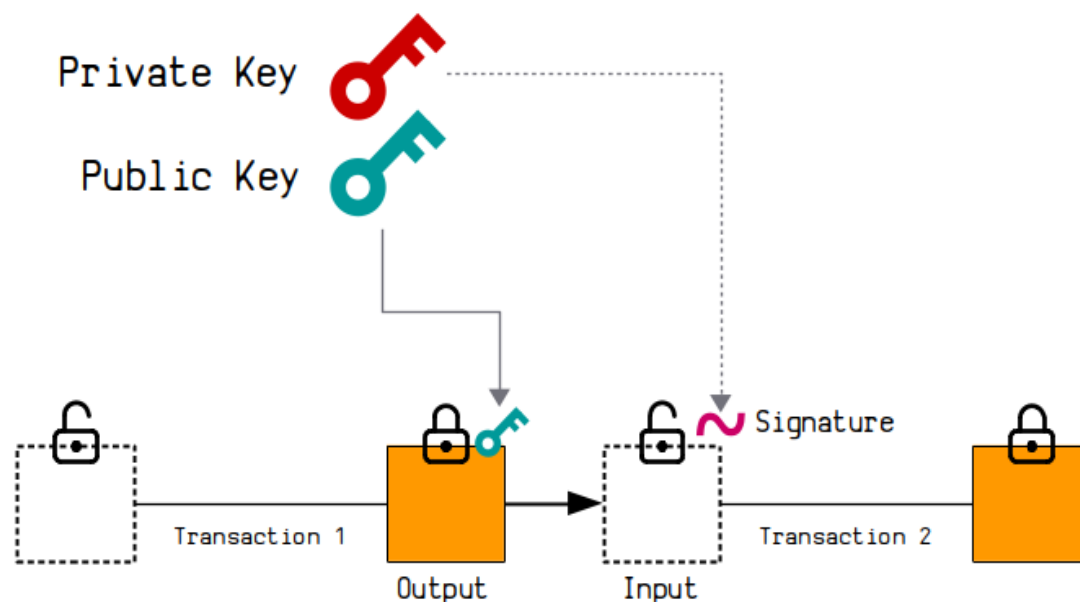 Private Key
Public Key
Signature
Transaction 1
Transaction 2
Output
Input